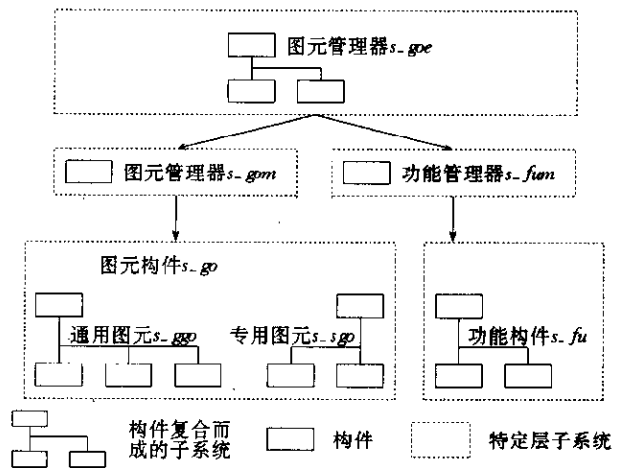 图元管理器s_goe
图元管理器s_gom
功能管理器s_fum
图元构件s_go
通用图元s_ggo
专用图元s_sgo
功能构件s_fu
构件复合而
成的子系统
构件
特定层子系统